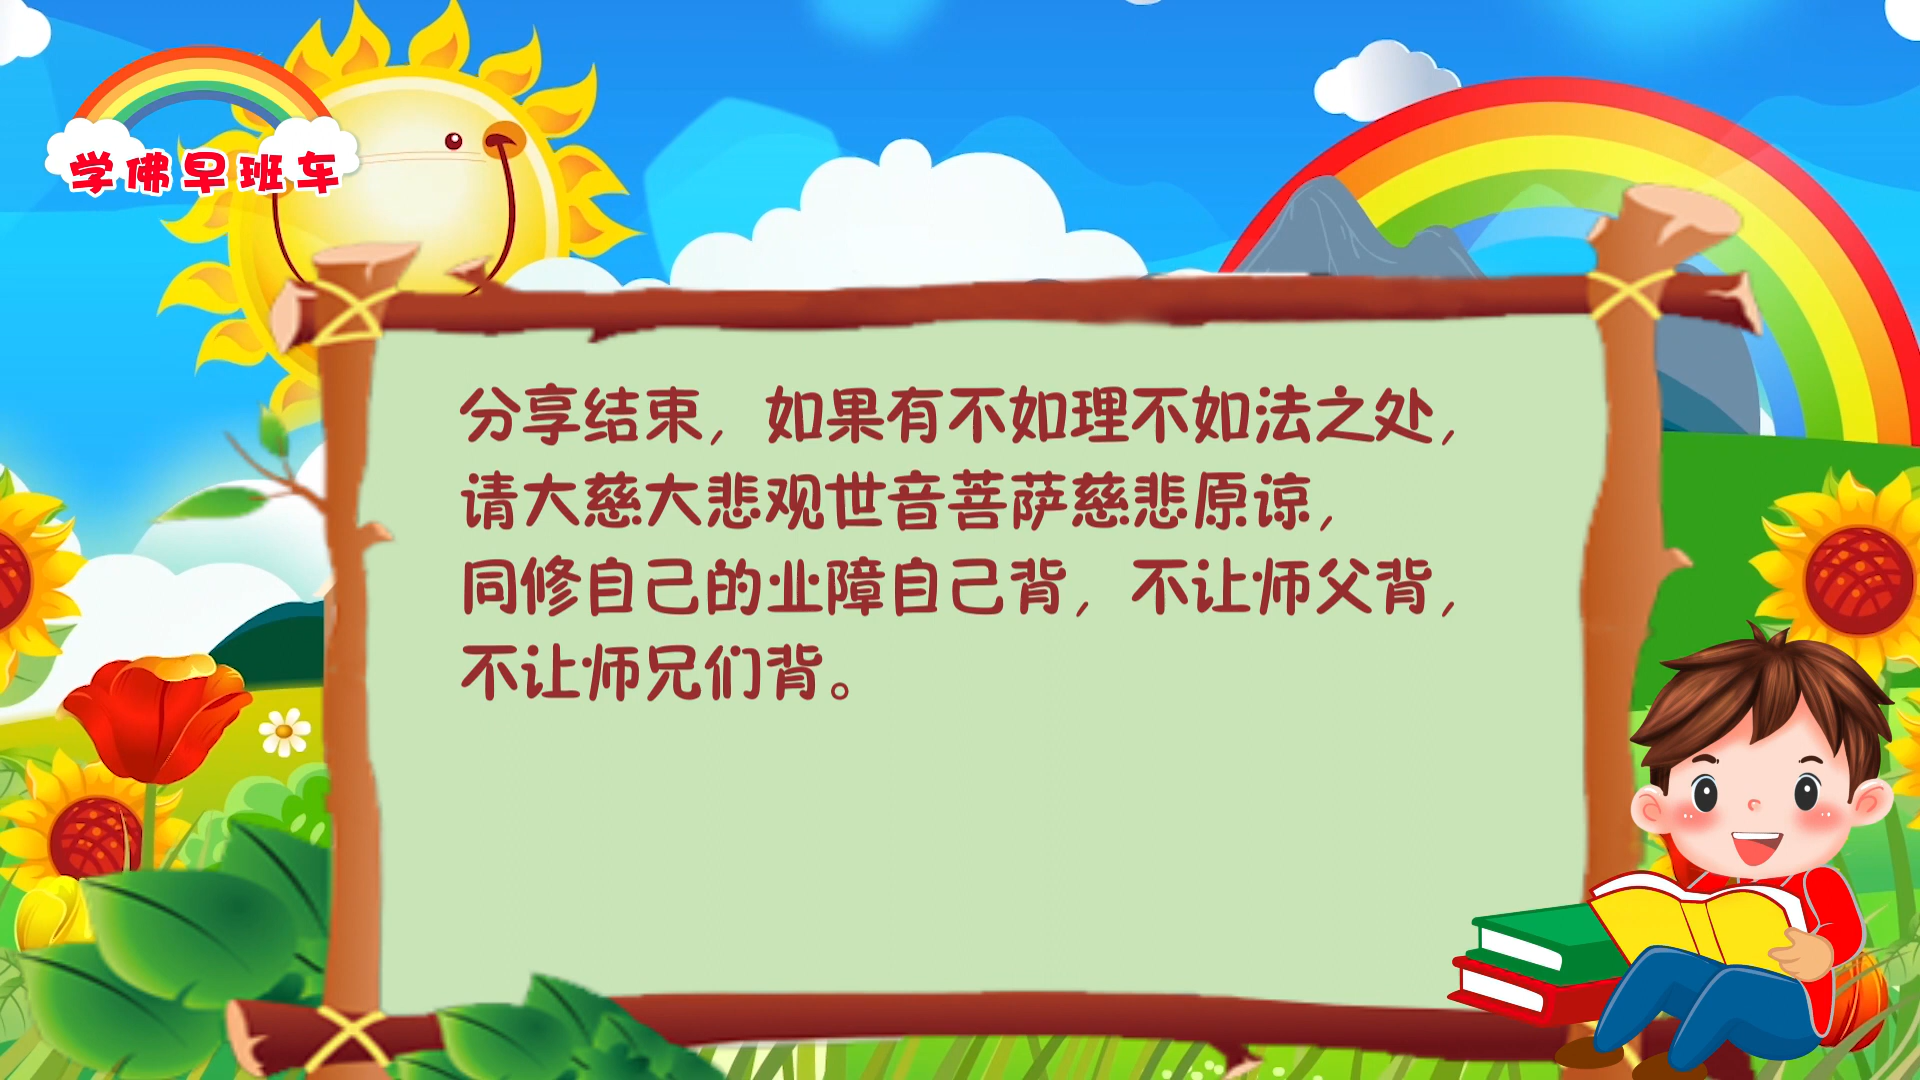 学佛早班车
分享结束，如果有不如理不如法之处，
请大慈大悲观世音菩萨慈悲原谅，
同修自己的业障自己背，不让师父背，
不让师兄们背。